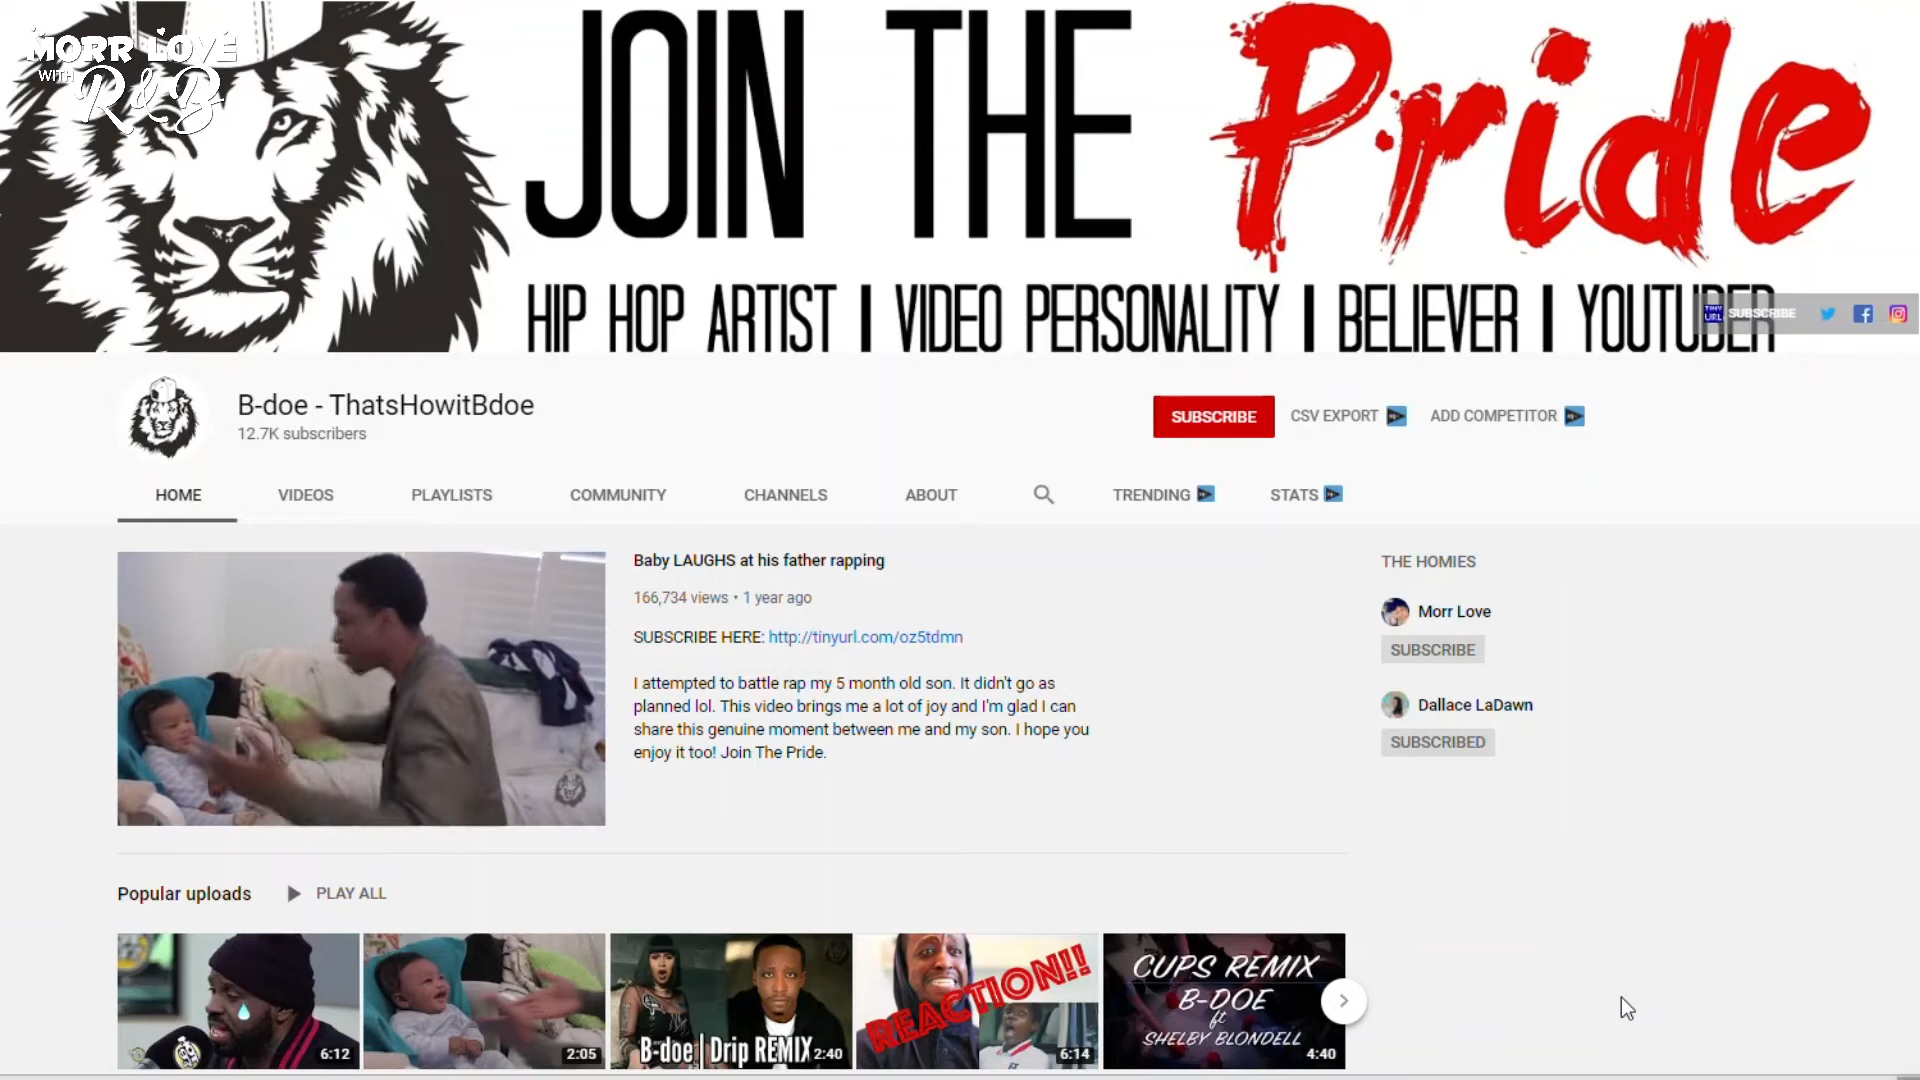 MORR LOVE
WITH
R&B
JOIN THE Pride
HIP HOP ARTIST | VIDEO PERSONALITY | BELIEVER | YOUTUBER
TINY
URL
SUBSCRIBE
B-doe - ThatsHowitBdoe
12.7K subscribers
SUBSCRIBE
CSV EXPORT
ADD COMPETITOR
HOME
VIDEOS
PLAYLISTS
COMMUNITY
CHANNELS
ABOUT
TRENDING
STATS
Baby LAUGHS at his father rapping
166,734 views • 1 year ago
SUBSCRIBE HERE: http://tinyurl.com/oz5tdmn
I attempted to battle rap my 5 month old son. It didn't go as
planned lol. This video brings me a lot of joy and I'm glad I can
share this genuine moment between me and my son. I hope you
enjoy it too! Join The Pride.
THE HOMIES
Morr Love
SUBSCRIBE
Dallace LaDawn
SUBSCRIBED
Popular uploads
PLAY ALL
6:12
2:05
B-doe | Drip REMIX
2:40
REACTION!!
6:14
CUPS REMIX
B-DOE
ft
SHELBY BLONDELL
4:40